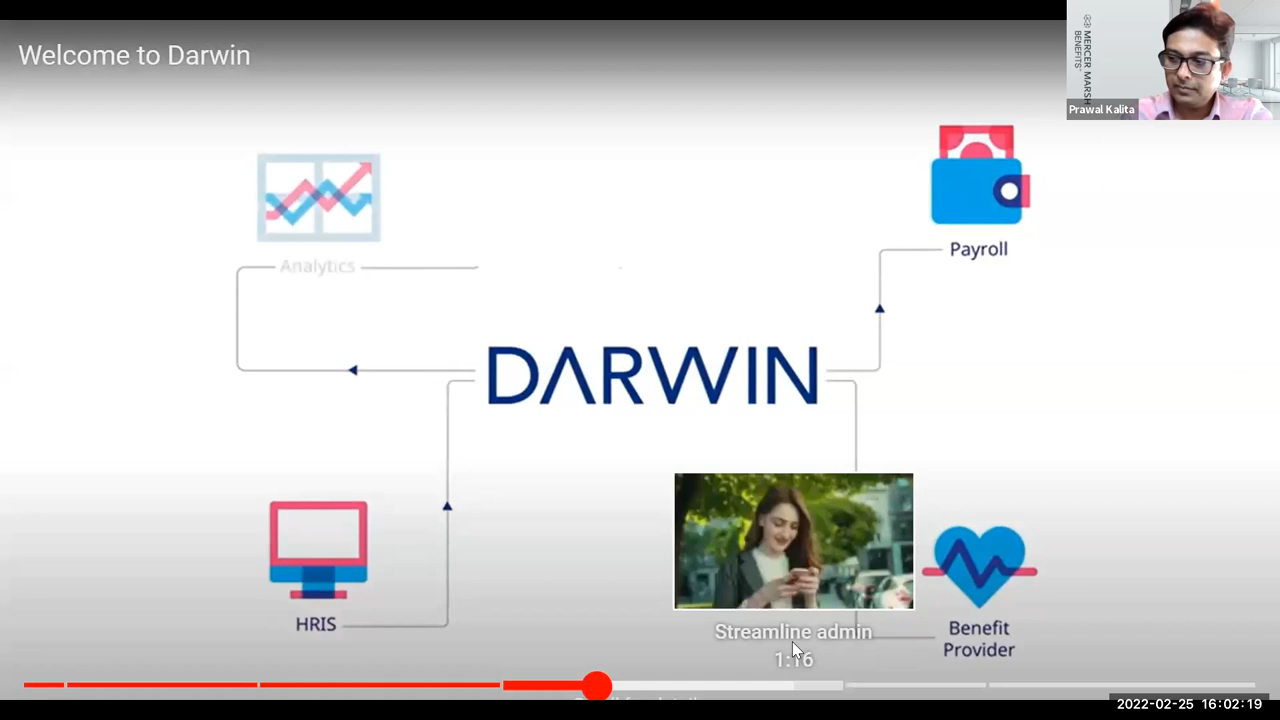 Welcome to Darwin
MERCER MARSH
BENEFITS
Prawal Kalita
Analytics
Payroll
DARWIN
HRIS
Streamline admin
1:16
Benefit
Provider
2022-02-25 16:02:19